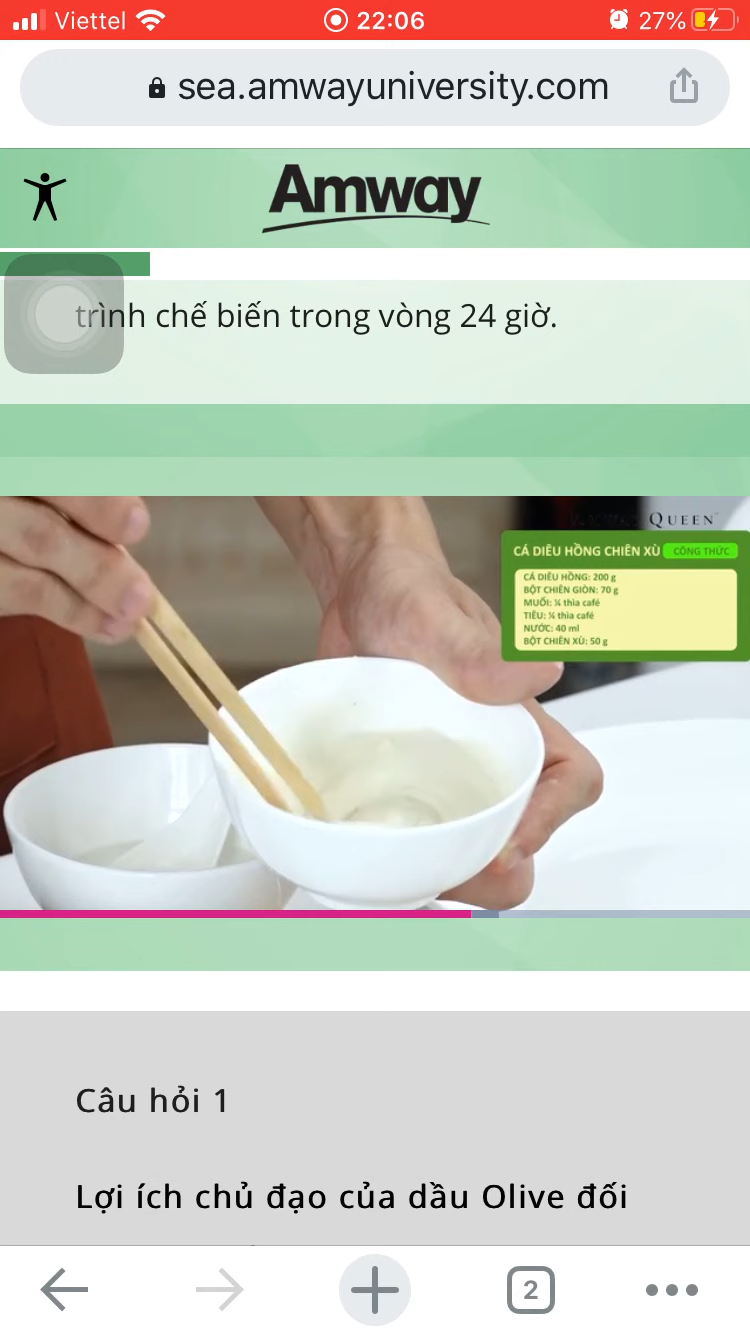 Viettel 22:06 27%
sea.amwayuniversity.com
Amway
trình chế biến trong vòng 24 giờ.
QUEEN™
CÁ DIÊU HỒNG CHIÊN XÙ CÔNG THỨC
CÁ DIÊU HỒNG: 200 g
BỘT CHIÊN GIÒN: 70 g
MUỐI: ¼ thìa café
TIÊU: ¼ thìa café
NƯỚC: 40 ml
BỘT CHIÊN XÙ: 50 g
Câu hỏi 1
Lợi ích chủ đạo của dầu Olive đối
2